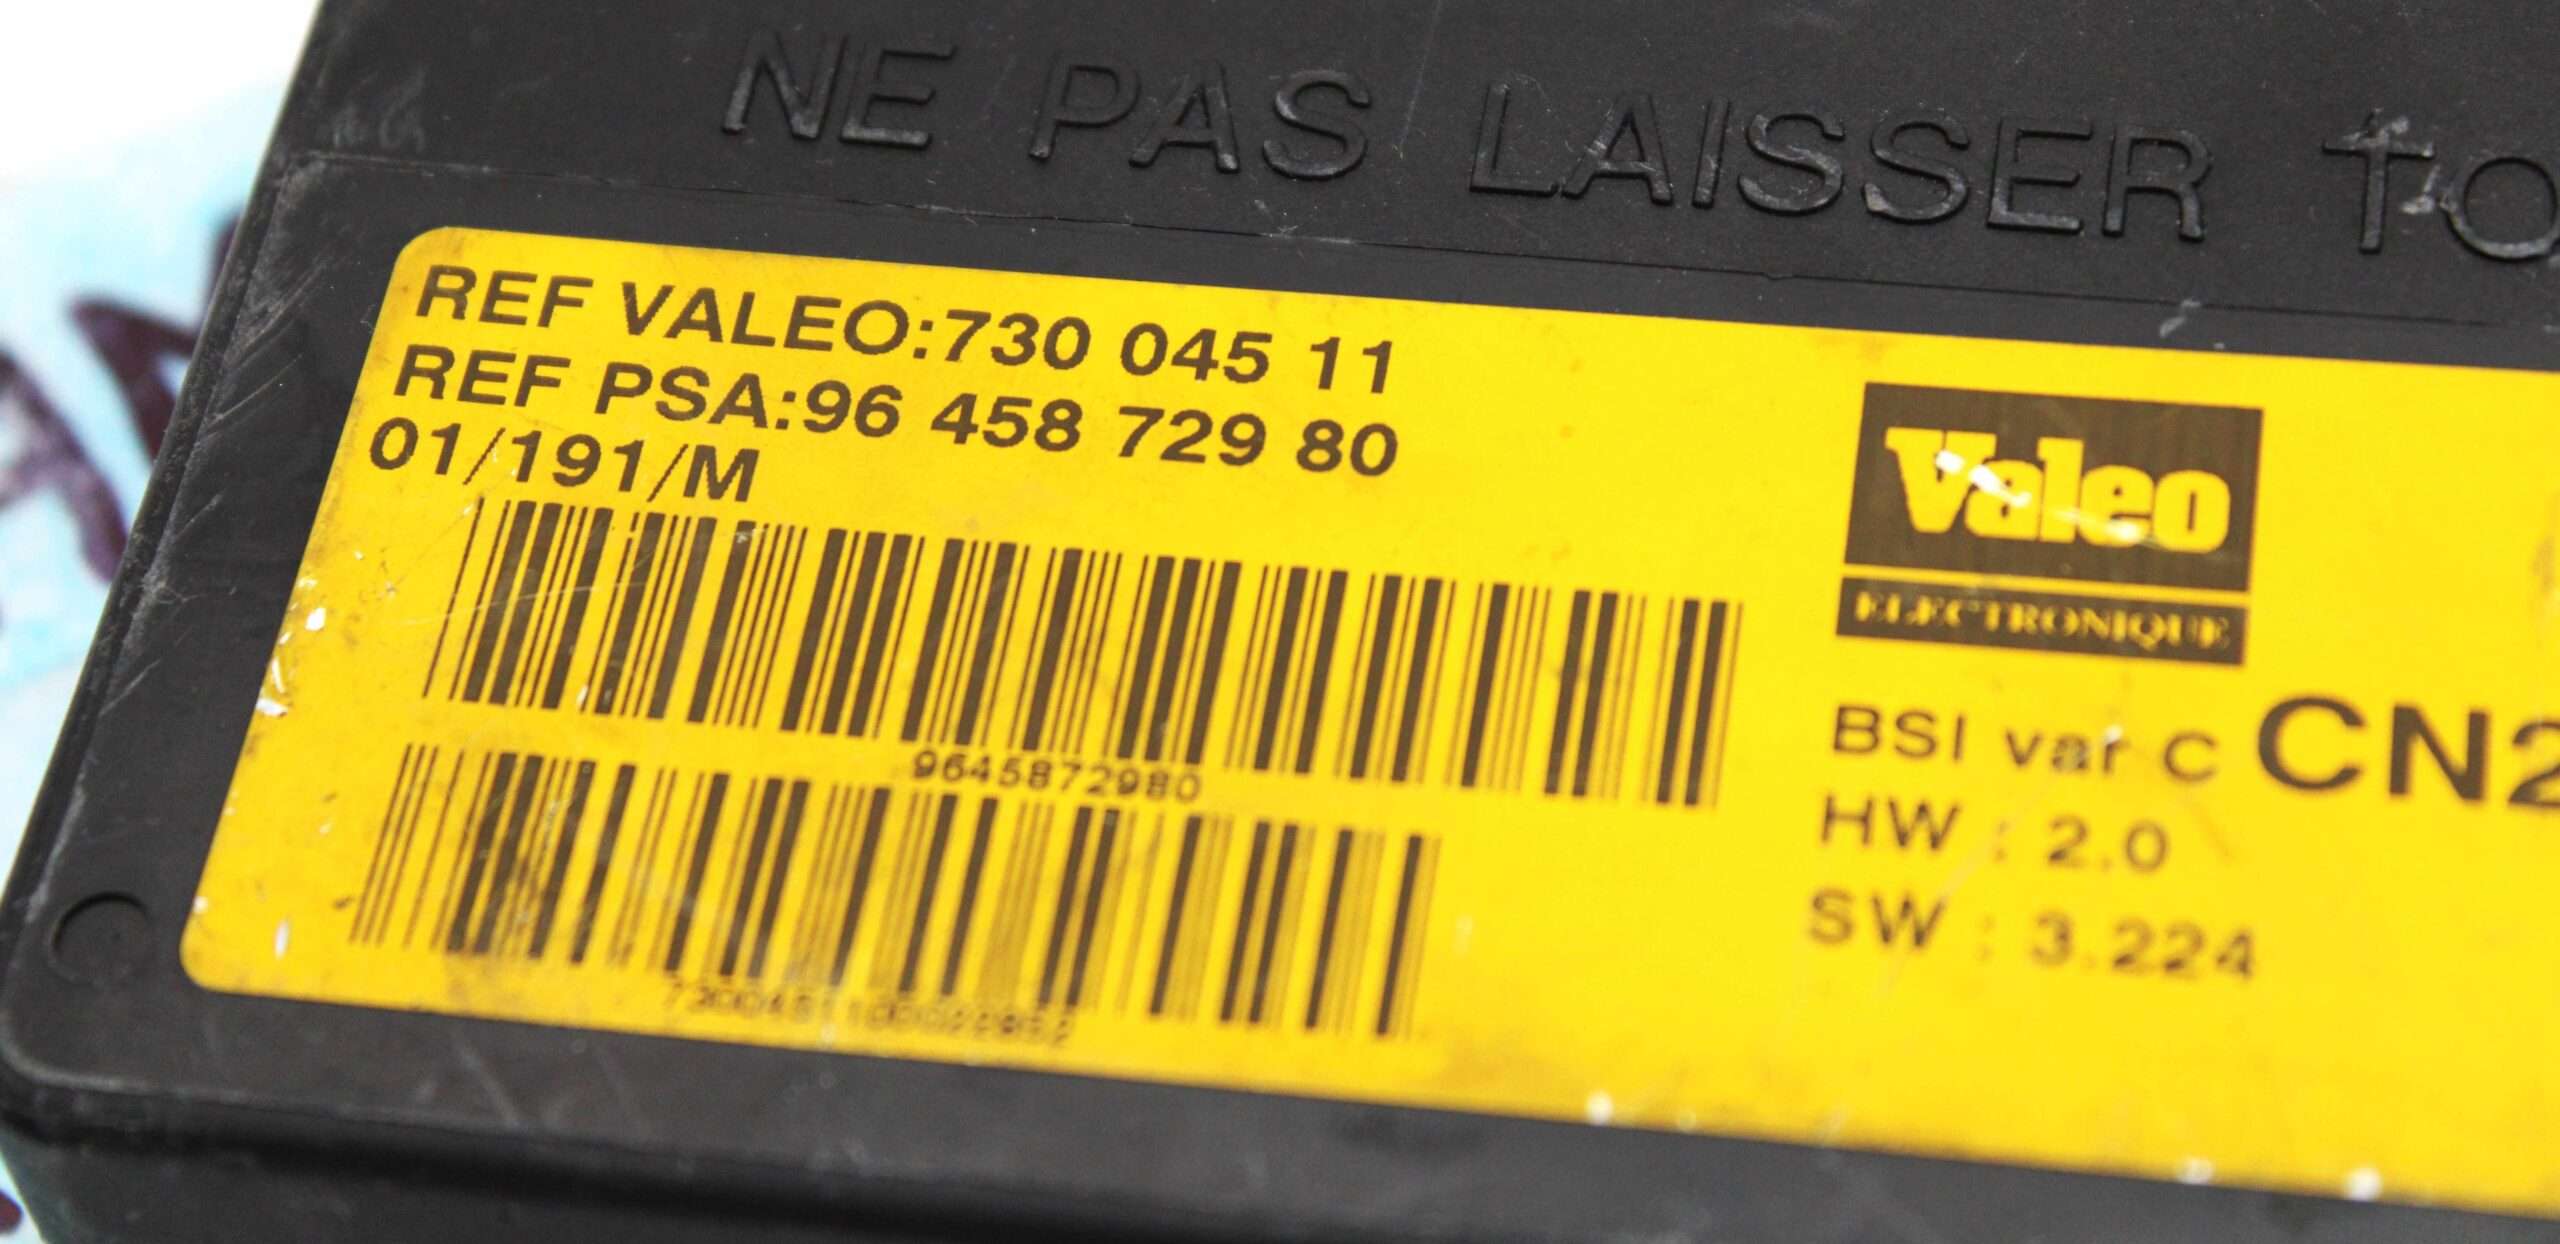 NE PAS LAISSER TO
REF VALEO:730 045 11
REF PSA:96 458 729 80
01/191/M
9645872980
Valeo
ELECTRONIQUE
BSI var C CN2
HW : 2.0
SW : 3.224